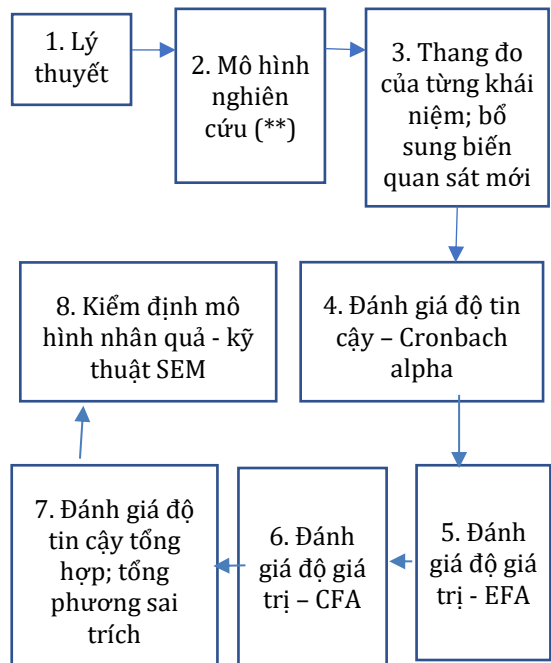 1. Lý
thuyết
2. Mô hình
nghiên
cứu (**)
3. Thang đo
của từng khái
niệm; bổ
sung biến
quan sát mới
4. Đánh giá độ tin
cậy – Cronbach
alpha
5. Đánh
giá độ giá
trị - EFA
6. Đánh
giá độ giá
trị – CFA
7. Đánh giá độ
tin cậy tổng
hợp; tổng
phương sai
trích
8. Kiểm định mô
hình nhân quả - kỹ
thuật SEM